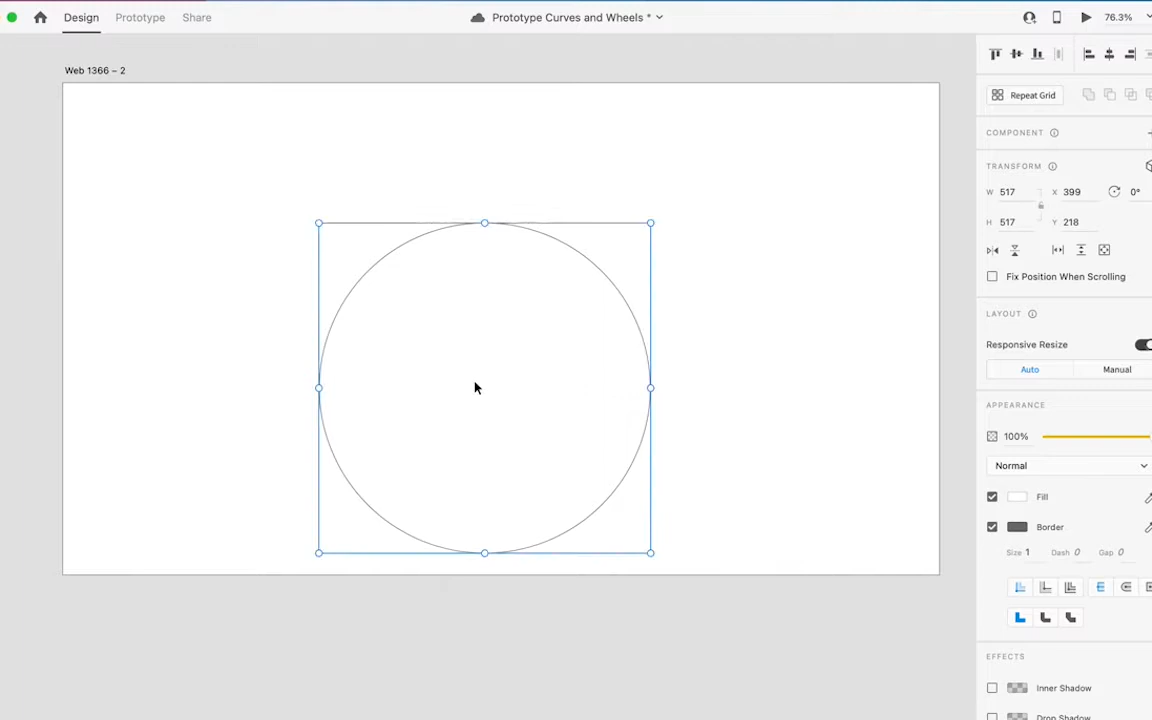 Design Prototype Share Prototype Curves and Wheels * 76.3%
Web 1366 – 2
Repeat Grid
COMPONENT
TRANSFORM
W 517 X 399 0°
H 517 Y 218
Fix Position When Scrolling
LAYOUT
Responsive Resize
Auto Manual
APPEARANCE
100%
Normal
Fill
Border
Size 1 Dash 0 Gap 0
EFFECTS
Inner Shadow
Drop Shadow